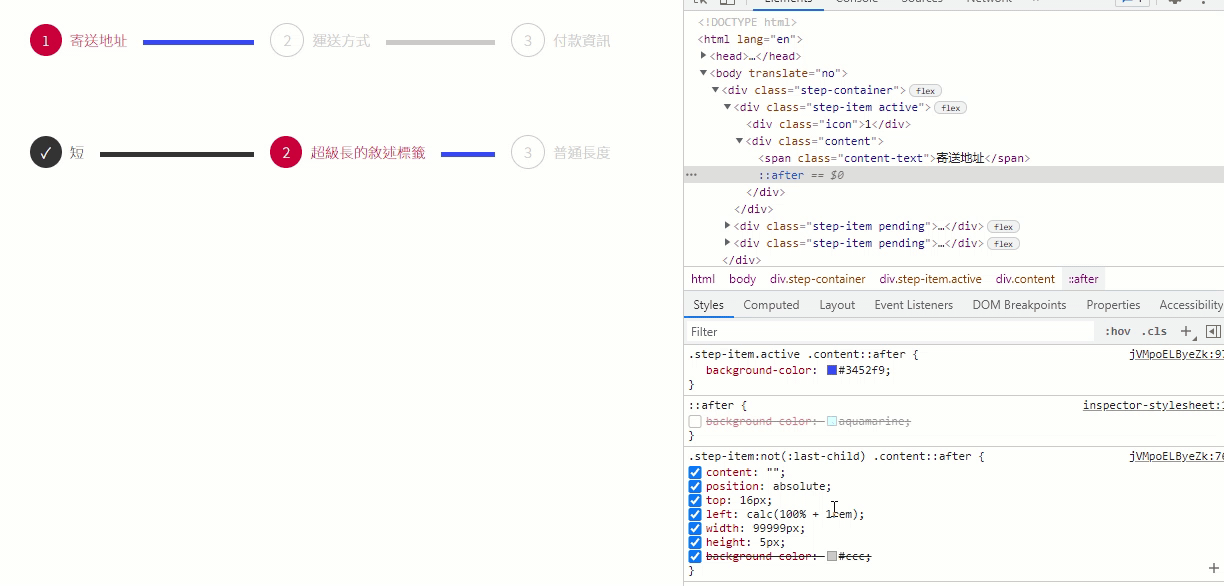 Elements Console Sources Network
1 寄送地址 2 運送方式 3 付款資訊
✓ 短 2 超級長的敘述標籤 3 普通長度
<!DOCTYPE html>
<html lang="en">
▶<head>…</head>
▼<body translate="no">
▼<div class="step-container"> flex
▼<div class="step-item active"> flex
<div class="icon">1</div>
▼<div class="content">
<span class="content-text">寄送地址</span>
… ::after == $0
</div>
</div>
▶<div class="step-item pending">…</div> flex
▶<div class="step-item pending">…</div> flex
</div>
html body div.step-container div.step-item.active div.content ::after
Styles Computed Layout Event Listeners DOM Breakpoints Properties Accessibility
Filter :hov .cls +
.step-item.active .content::after { jVMpoELByeZk:97
background-color: #3452f9;
}
::after { inspector-stylesheet:1
background-color: aquamarine;
}
.step-item:not(:last-child) .content::after { jVMpoELByeZk:76
content: "";
position: absolute;
top: 16px;
left: calc(100% + 1rem);
width: 99999px;
height: 5px;
background-color: #ccc;
} +